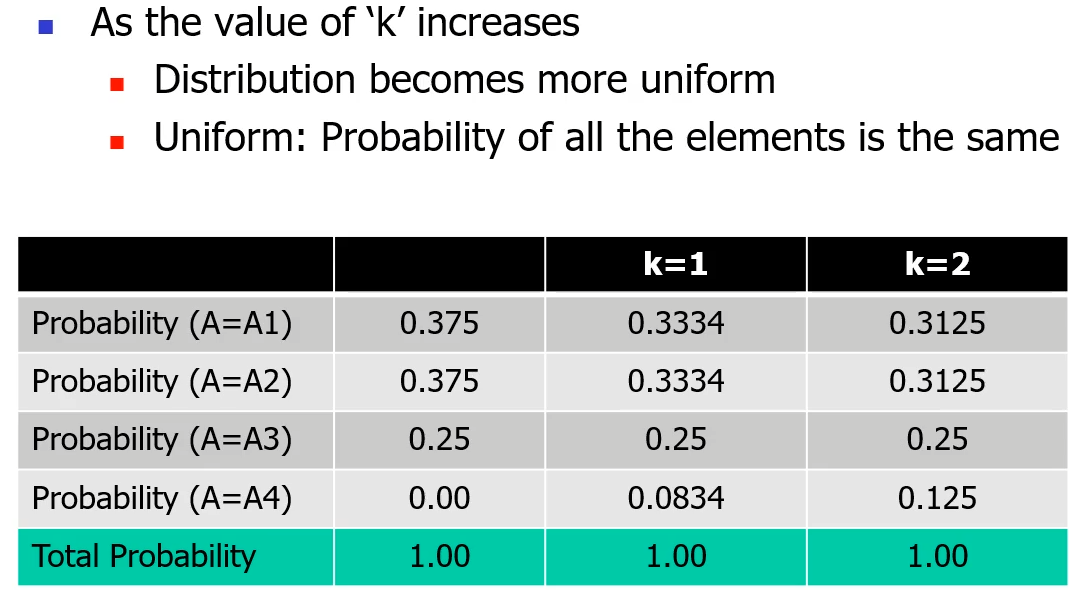 As the value of ‘k’ increases
Distribution becomes more uniform
Uniform: Probability of all the elements is the same
k=1 k=2
Probability (A=A1) 0.375 0.3334 0.3125
Probability (A=A2) 0.375 0.3334 0.3125
Probability (A=A3) 0.25 0.25 0.25
Probability (A=A4) 0.00 0.0834 0.125
Total Probability 1.00 1.00 1.00